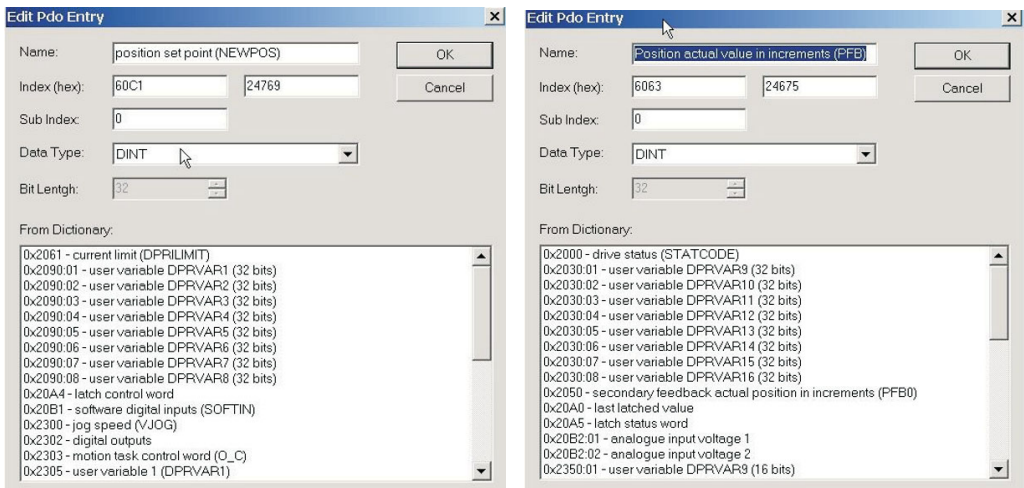 Edit Pdo Entry
Name: position set point (NEWPOS) OK
Index (hex): 60C1 24769 Cancel
Sub Index: 0
Data Type: DINT
Bit Lentgh: 32
From Dictionary:
0x2061 - current limit (DPRILIMIT)
0x2090:01 - user variable DPRVAR1 (32 bits)
0x2090:02 - user variable DPRVAR2 (32 bits)
0x2090:03 - user variable DPRVAR3 (32 bits)
0x2090:04 - user variable DPRVAR4 (32 bits)
0x2090:05 - user variable DPRVAR5 (32 bits)
0x2090:06 - user variable DPRVAR6 (32 bits)
0x2090:07 - user variable DPRVAR7 (32 bits)
0x2090:08 - user variable DPRVAR8 (32 bits)
0x20A4 - latch control word
0x20B1 - software digital inputs (SOFTIN)
0x2300 - jog speed (VJOG)
0x2302 - digital outputs
0x2303 - motion task control word (O_C)
0x2305 - user variable 1 (DPRVAR1)
Edit Pdo Entry
Name: Position actual value in increments (PFB) OK
Index (hex): 6063 24675 Cancel
Sub Index: 0
Data Type: DINT
Bit Lentgh: 32
From Dictionary:
0x2000 - drive status (STATCODE)
0x2030:01 - user variable DPRVAR9 (32 bits)
0x2030:02 - user variable DPRVAR10 (32 bits)
0x2030:03 - user variable DPRVAR11 (32 bits)
0x2030:04 - user variable DPRVAR12 (32 bits)
0x2030:05 - user variable DPRVAR13 (32 bits)
0x2030:06 - user variable DPRVAR14 (32 bits)
0x2030:07 - user variable DPRVAR15 (32 bits)
0x2030:08 - user variable DPRVAR16 (32 bits)
0x2050 - secondary feedback actual position in increments (PFB0)
0x20A0 - last latched value
0x20A5 - latch status word
0x20B2:01 - analogue input voltage 1
0x20B2:02 - analogue input voltage 2
0x2350:01 - user variable DPRVAR9 (16 bits)